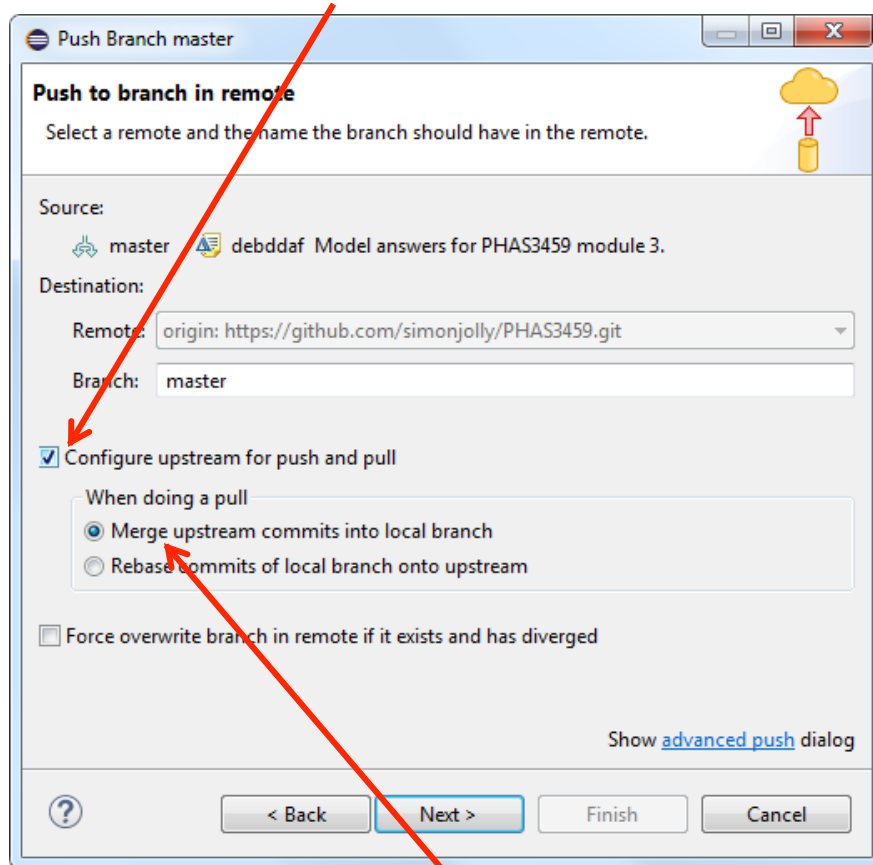 Push Branch master
Push to branch in remote
Select a remote and the name the branch should have in the remote.
Source:
master debddaf Model answers for PHAS3459 module 3.
Destination:
Remote: origin: https://github.com/simonjolly/PHAS3459.git
Branch: master
Configure upstream for push and pull
When doing a pull
Merge upstream commits into local branch
Rebase commits of local branch onto upstream
Force overwrite branch in remote if it exists and has diverged
Show advanced push dialog
? < Back Next > Finish Cancel